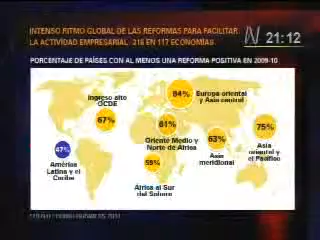 INTENSO RITMO GLOBAL DE LAS REFORMAS PARA FACILITAR
LA ACTIVIDAD EMPRESARIAL 216 EN 117 ECONOMIAS.
N 21:12
PORCENTAJE DE PAÍSES CON AL MENOS UNA REFORMA POSITIVA EN 2009-10
Ingreso alto
OCDE
67%
84%
Europa oriental
y Asia central
61%
Oriente Medio y
Norte de Africa
63%
Asia
meridional
75%
Asia
oriental y
el Pacífico
47%
América
Latina y el
Caribe
59%
Africa al Sur
del Sahara